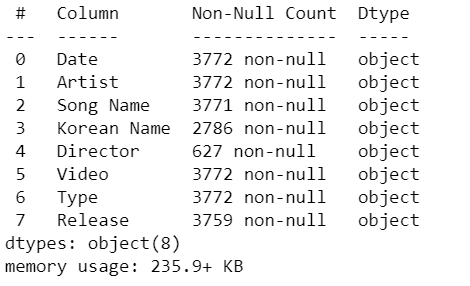 #   Column       Non-Null Count  Dtype
---  ------       --------------  -----
0   Date         3772 non-null   object
1   Artist       3772 non-null   object
2   Song Name    3771 non-null   object
3   Korean Name  2786 non-null   object
4   Director     627 non-null    object
5   Video        3772 non-null   object
6   Type         3772 non-null   object
7   Release      3759 non-null   object
dtypes: object(8)
memory usage: 235.9+ KB